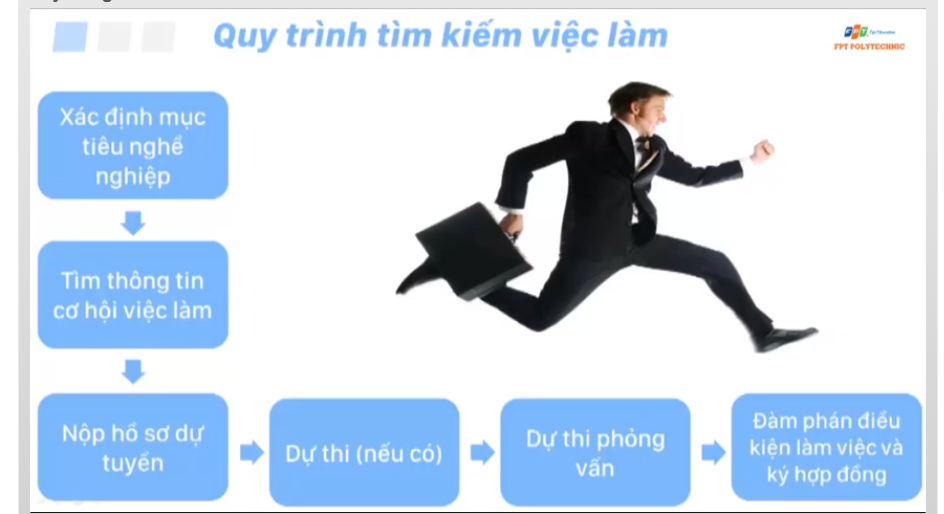 Quy trình tìm kiếm việc làm
FPT POLYTECHNIC
Xác định mục
tiêu nghề
nghiệp
Tìm thông tin
cơ hội việc làm
Nộp hồ sơ dự
tuyển
Dự thi (nếu có)
Dự thi phỏng
vấn
Đàm phán điều
kiện làm việc và
ký hợp đồng